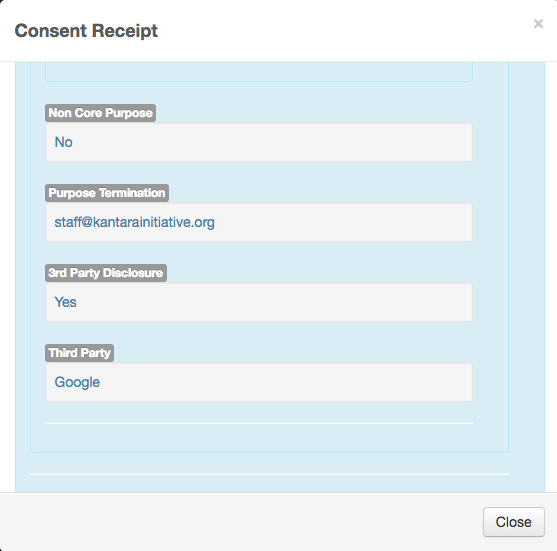 Consent Receipt
×
Non Core Purpose
No
Purpose Termination
staff@kantarainitiative.org
3rd Party Disclosure
Yes
Third Party
Google
Close